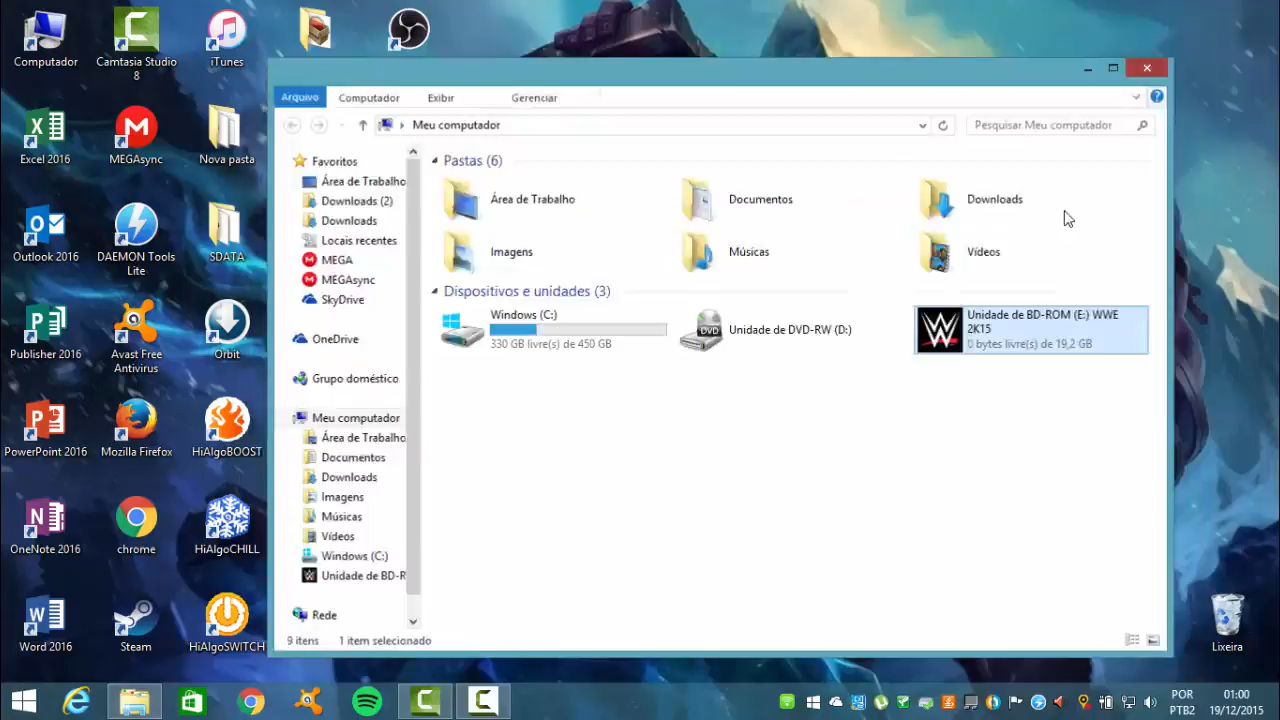 Computador
Camtasia Studio
8
iTunes
Excel 2016
MEGAsync
Nova pasta
Outlook 2016
DAEMON Tools
Lite
SDATA
Publisher 2016
Avast Free
Antivirus
Orbit
PowerPoint 2016
Mozilla Firefox
HiAlgoBOOST
OneNote 2016
chrome
HiAlgoCHILL
Word 2016
Steam
HiAlgoSWITCH
Arquivo
Computador
Exibir
Gerenciar
Meu computador
Pesquisar Meu computador
Favoritos
Área de Trabalho
Downloads (2)
Downloads
Locais recentes
MEGA
MEGAsync
SkyDrive
OneDrive
Grupo doméstico
Meu computador
Área de Trabalho
Documentos
Downloads
Imagens
Músicas
Vídeos
Windows (C:)
Unidade de BD-R
Rede
Pastas (6)
Área de Trabalho
Documentos
Downloads
Imagens
Músicas
Vídeos
Dispositivos e unidades (3)
Windows (C:)
330 GB livre(s) de 450 GB
DVD
Unidade de DVD-RW (D:)
Unidade de BD-ROM (E:) WWE
2K15
0 bytes livre(s) de 19,2 GB
9 itens
1 item selecionado
Lixeira
POR
PTB2
01:00
19/12/2015